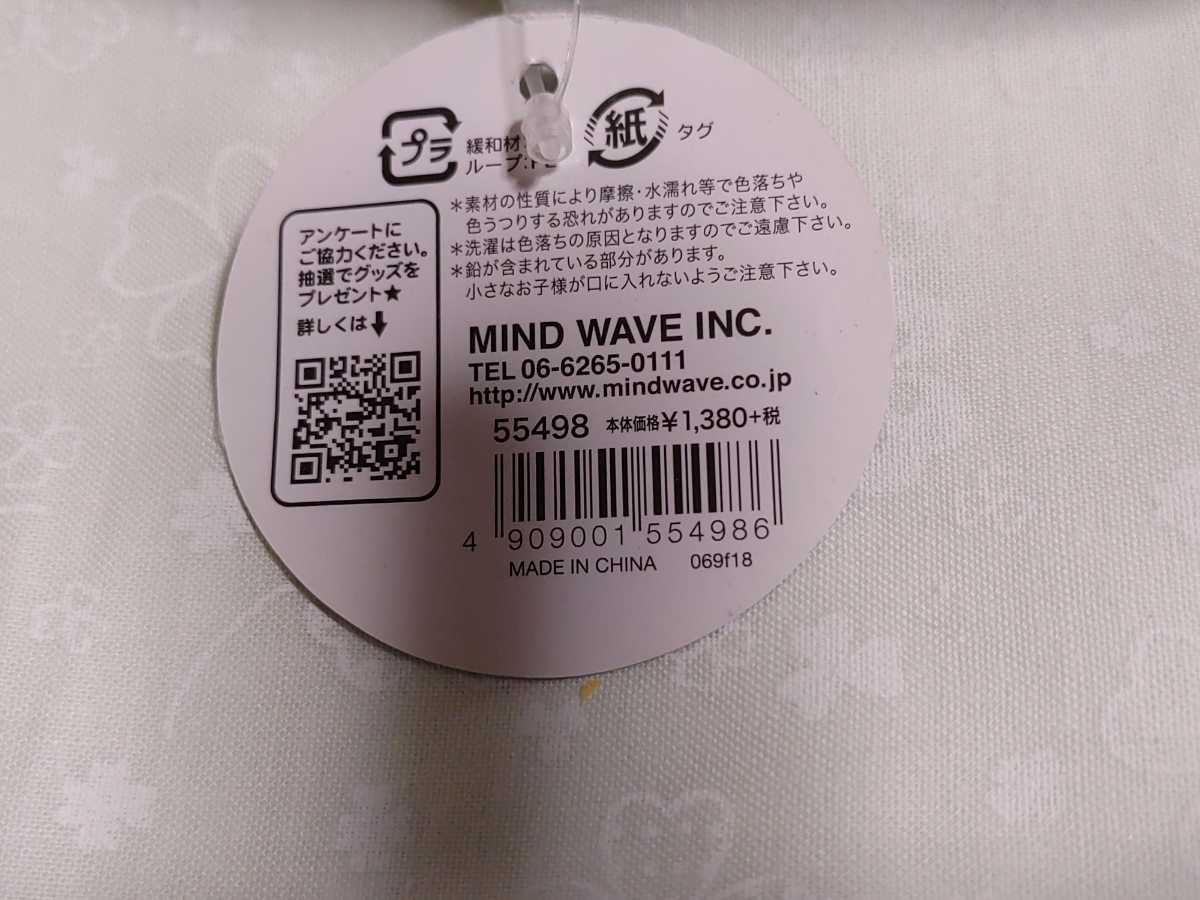 プラ
緩和材
ループ:P
紙
タグ
*素材の性質により摩擦・水濡れ等で色落ちや
色うつりする恐れがありますのでご注意下さい。
*洗濯は色落ちの原因となりますのでご遠慮下さい。
*鉛が含まれている部分があります。
小さなお子様が口に入れないようご注意下さい。
アンケートに
ご協力ください。
抽選でグッズを
プレゼント★
詳しくは↓
MIND WAVE INC.
TEL 06-6265-0111
http://www.mindwave.co.jp
55498 本体価格¥1,380+税
4 909001 554986
MADE IN CHINA 069f18